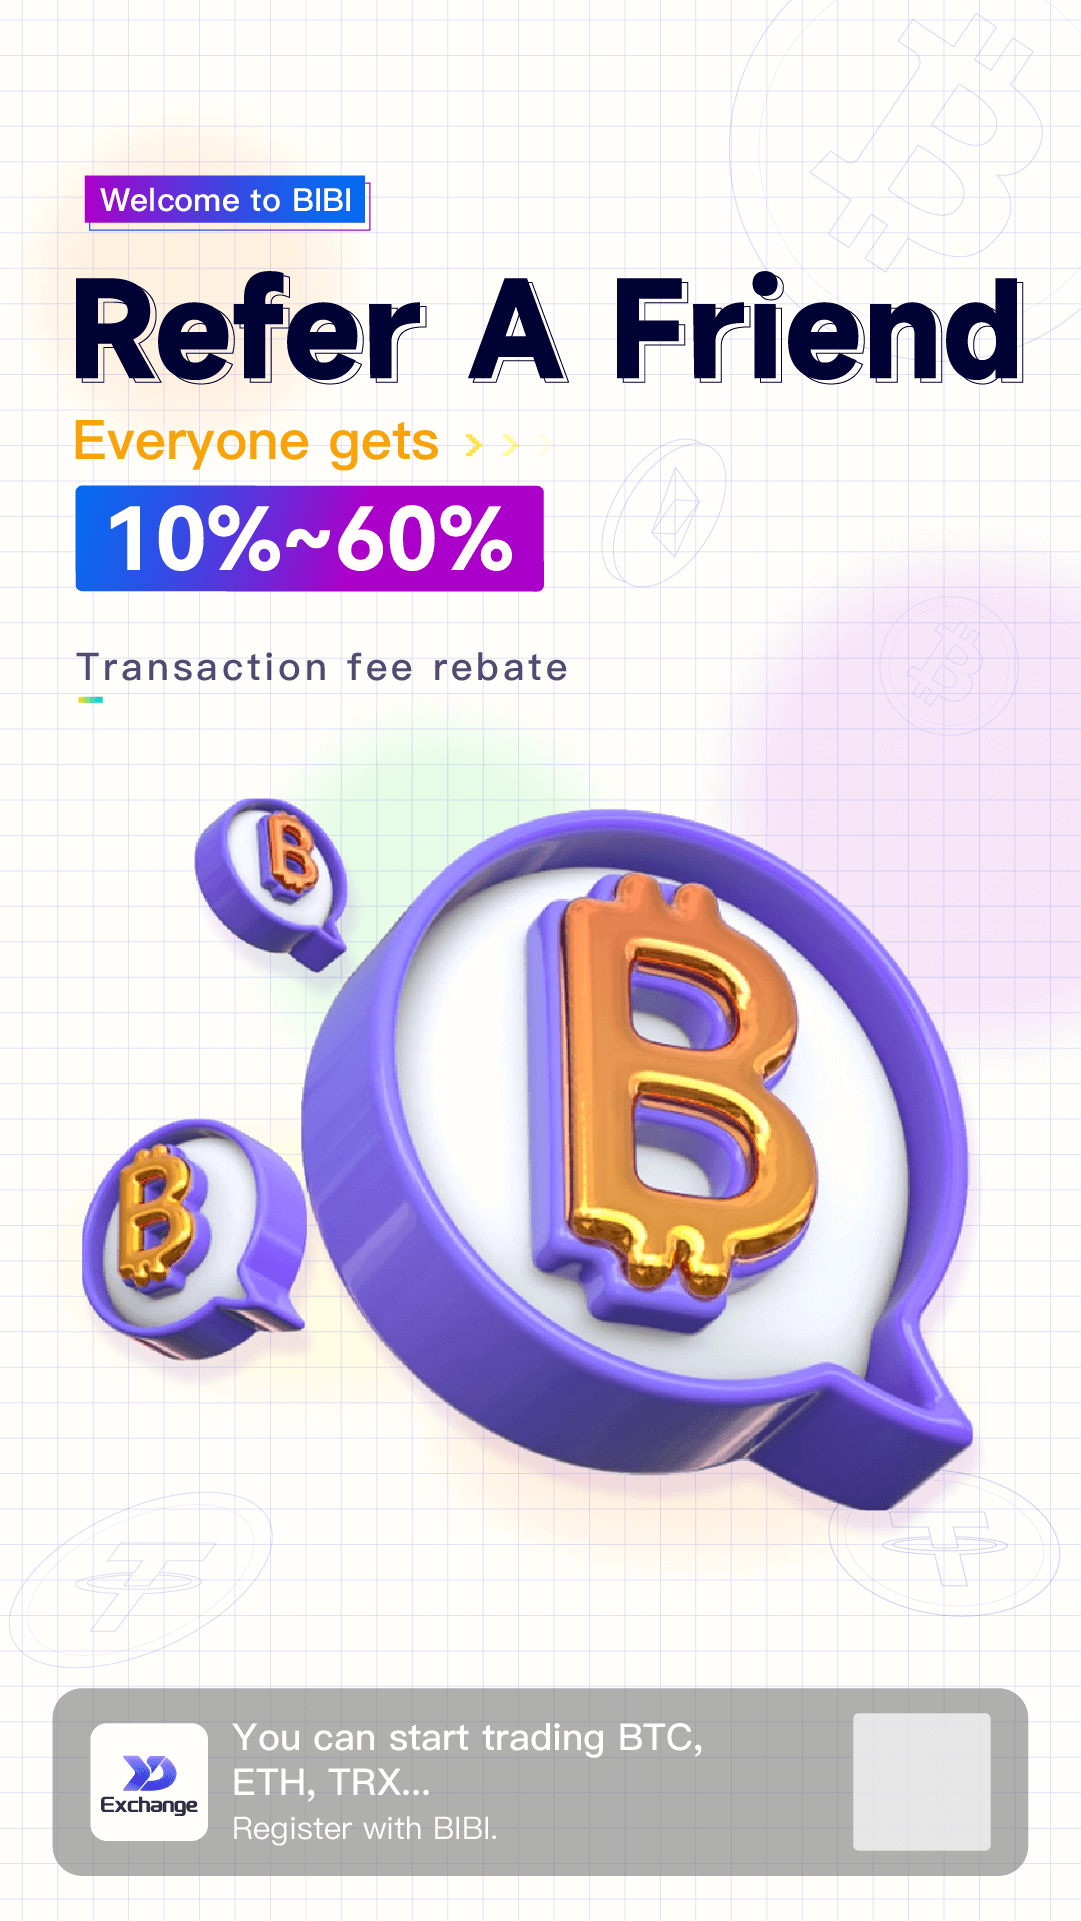 Welcome to BIBI
Refer A Friend
Everyone gets
10%~60%
Transaction fee rebate
You can start trading BTC,
ETH, TRX...
Exchange
Register with BIBI.